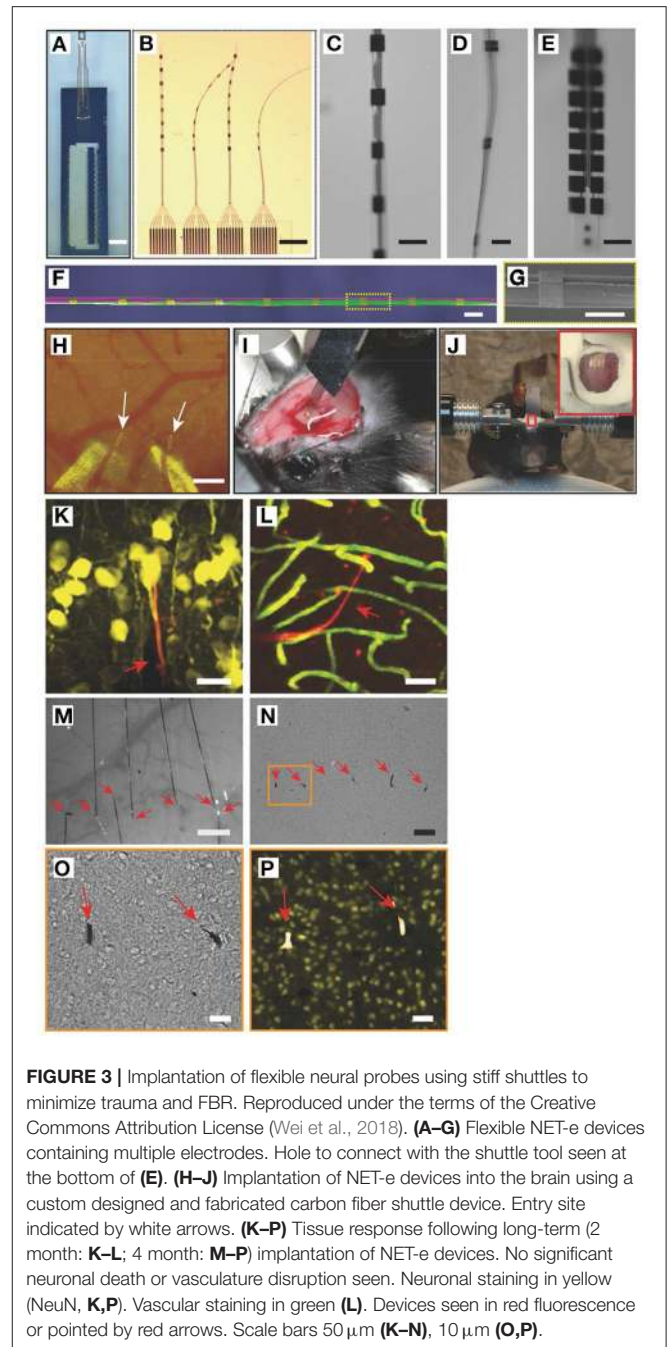 A
B
C
D
E
F
G
H
I
J
K
L
M
N
O
P
FIGURE 3 | Implantation of flexible neural probes using stiff shuttles to
minimize trauma and FBR. Reproduced under the terms of the Creative
Commons Attribution License (Wei et al., 2018). (A–G) Flexible NET-e devices
containing multiple electrodes. Hole to connect with the shuttle tool seen at
the bottom of (E). (H–J) Implantation of NET-e devices into the brain using a
custom designed and fabricated carbon fiber shuttle device. Entry site
indicated by white arrows. (K–P) Tissue response following long-term (2
month: K–L; 4 month: M–P) implantation of NET-e devices. No significant
neuronal death or vasculature disruption seen. Neuronal staining in yellow
(NeuN, K,P). Vascular staining in green (L). Devices seen in red fluorescence
or pointed by red arrows. Scale bars 50 μm (K–N), 10 μm (O,P).